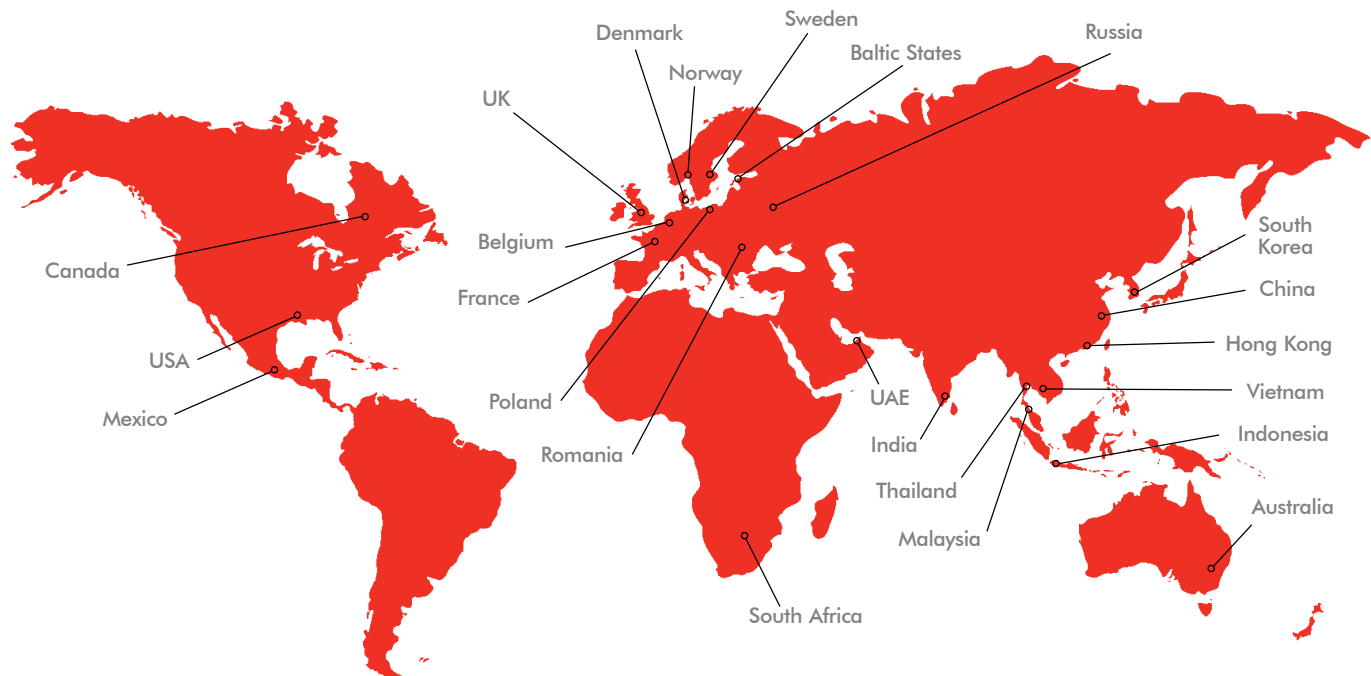 Sweden
Denmark
Russia
Baltic States
Norway
UK
South
Korea
Belgium
Canada
China
France
Hong Kong
USA
Vietnam
UAE
Poland
Mexico
Indonesia
India
Romania
Thailand
Australia
Malaysia
South Africa